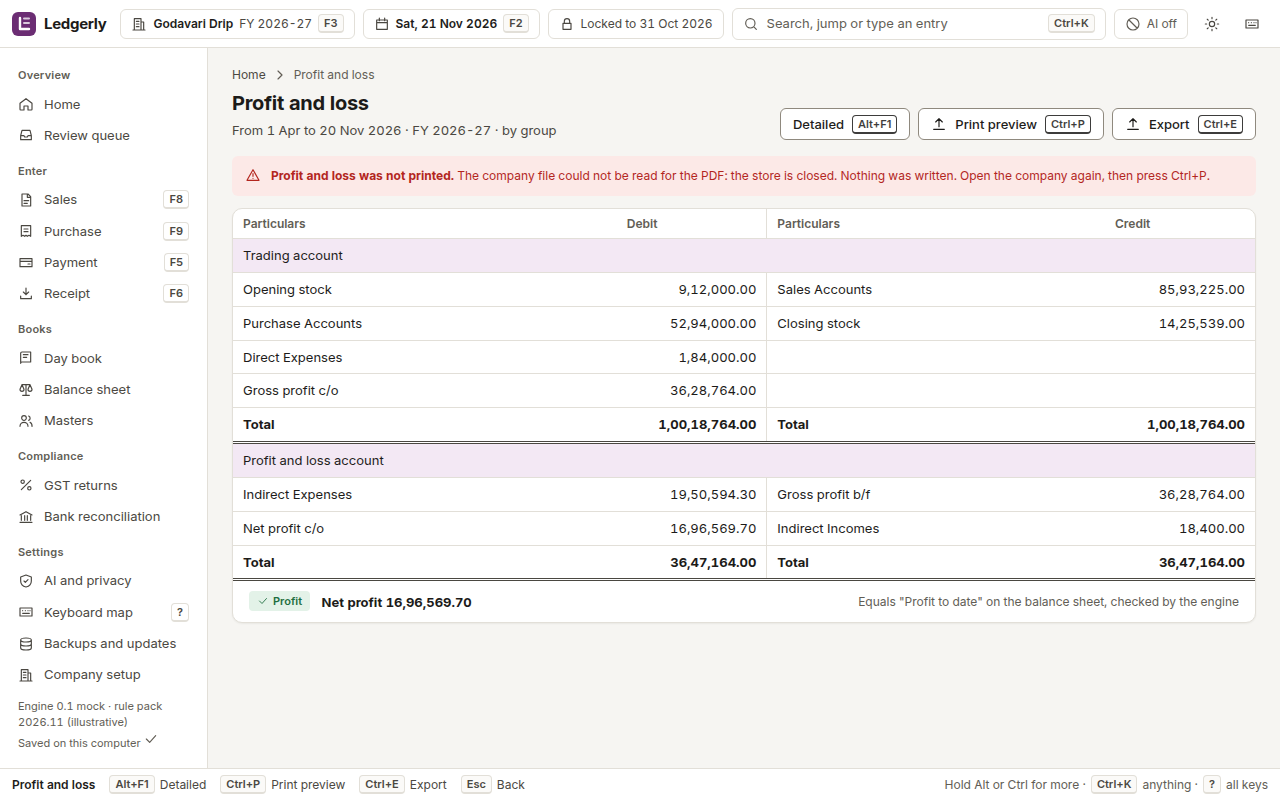 Ledgerly
Godavari Drip FY 2026-27 F3
Sat, 21 Nov 2026 F2
Locked to 31 Oct 2026
Search, jump or type an entry Ctrl+K
AI off
Overview
Home
Review queue
Enter
Sales F8
Purchase F9
Payment F5
Receipt F6
Books
Day book
Balance sheet
Masters
Compliance
GST returns
Bank reconciliation
Settings
AI and privacy
Keyboard map ?
Backups and updates
Company setup
Engine 0.1 mock · rule pack
2026.11 (illustrative)
Saved on this computer
Home Profit and loss
Profit and loss
From 1 Apr to 20 Nov 2026 · FY 2026-27 · by group
Detailed Alt+F1
Print preview Ctrl+P
Export Ctrl+E
Profit and loss was not printed. The company file could not be read for the PDF: the store is closed. Nothing was written. Open the company again, then press Ctrl+P.
Particulars Debit Particulars Credit
Trading account
Opening stock 9,12,000.00 Sales Accounts 85,93,225.00
Purchase Accounts 52,94,000.00 Closing stock 14,25,539.00
Direct Expenses 1,84,000.00
Gross profit c/o 36,28,764.00
Total 1,00,18,764.00 Total 1,00,18,764.00
Profit and loss account
Indirect Expenses 19,50,594.30 Gross profit b/f 36,28,764.00
Net profit c/o 16,96,569.70 Indirect Incomes 18,400.00
Total 36,47,164.00 Total 36,47,164.00
Profit Net profit 16,96,569.70 Equals "Profit to date" on the balance sheet, checked by the engine
Profit and loss Alt+F1 Detailed Ctrl+P Print preview Ctrl+E Export Esc Back
Hold Alt or Ctrl for more · Ctrl+K anything · ? all keys